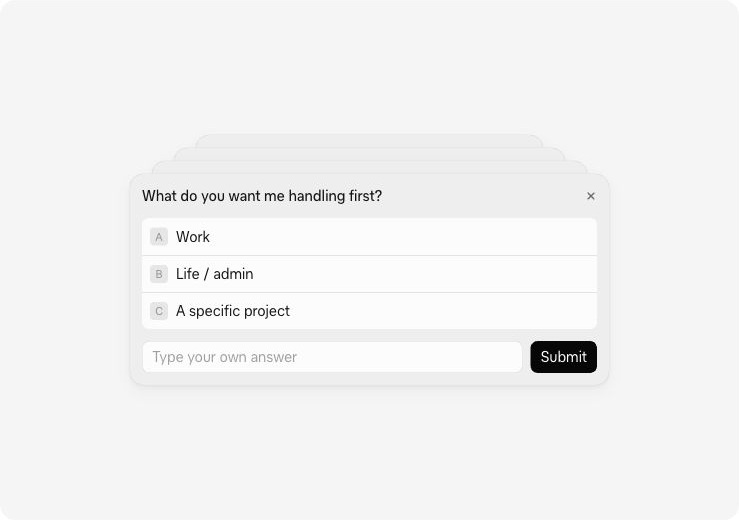 What do you want me handling first? ×
A Work
B Life / admin
C A specific project
Type your own answer Submit